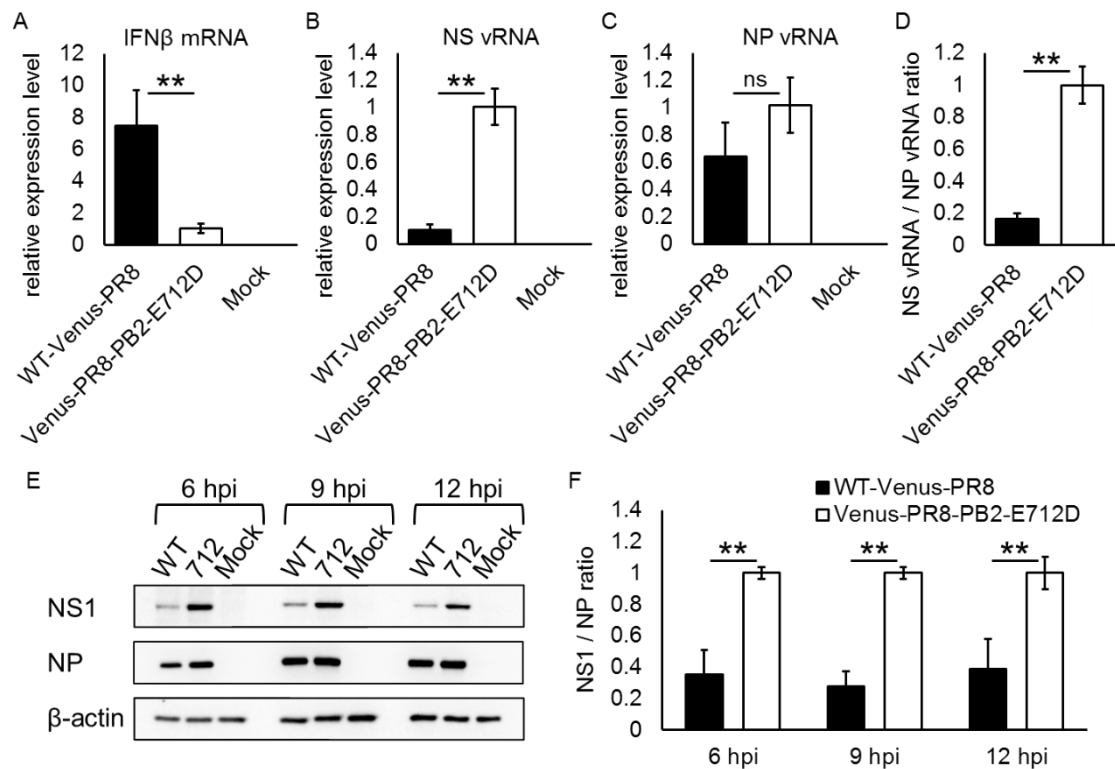 A
IFNβ mRNA
relative expression level
12
10
8
6
4
2
0
**
WT-Venus-PR8
Venus-PR8-PB2-E712D
Mock
B
NS vRNA
relative expression level
1.4
1.2
1
0.8
0.6
0.4
0.2
0
**
WT-Venus-PR8
Venus-PR8-PB2-E712D
Mock
C
NP vRNA
relative expression level
1.4
1.2
1
0.8
0.6
0.4
0.2
0
ns
WT-Venus-PR8
Venus-PR8-PB2-E712D
Mock
D
NS vRNA / NP vRNA ratio
1.2
1
0.8
0.6
0.4
0.2
0
**
WT-Venus-PR8
Venus-PR8-PB2-E712D
E
6 hpi 9 hpi 12 hpi
WT 712 Mock WT 712 Mock WT 712 Mock
NS1
NP
β-actin
F
WT-Venus-PR8
Venus-PR8-PB2-E712D
NS1 / NP ratio
1.4
1.2
1
0.8
0.6
0.4
0.2
0
** ** **
6 hpi 9 hpi 12 hpi